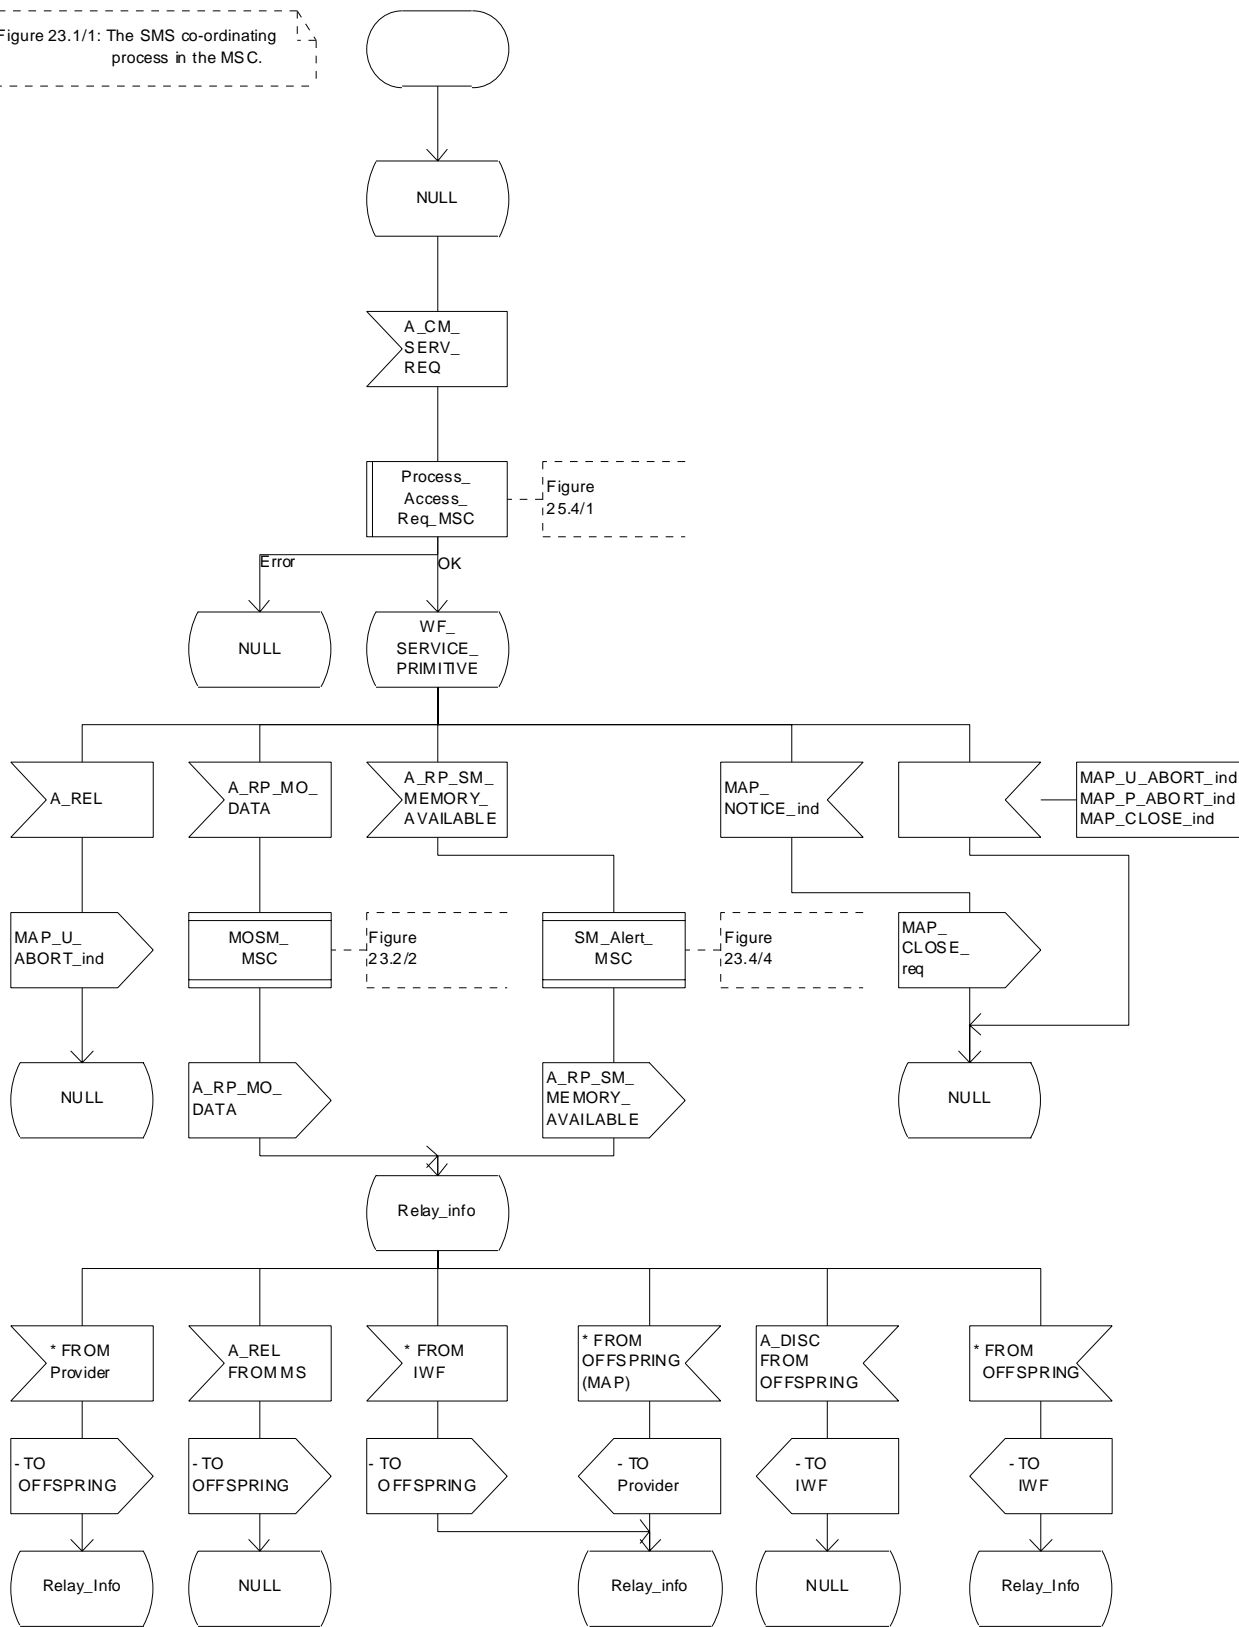 Figure 23.1/1: The SMS co-ordinating
process in the MSC.
NULL
A_CM_
SERV_
REQ
Process_
Access_
Req_MSC
Figure
25.4/1
Error
OK
NULL
WF_
SERVICE_
PRIMITIVE
A_REL
A_RP_MO_
DATA
A_RP_SM_
MEMORY_
AVAILABLE
MAP_
NOTICE_ind
MAP_U_ABORT_ind
MAP_P_ABORT_ind
MAP_CLOSE_ind
MAP_U_
ABORT_ind
MOSM_
MSC
Figure
23.2/2
SM_Alert_
MSC
Figure
23.4/4
MAP_
CLOSE_
req
NULL
A_RP_MO_
DATA
A_RP_SM_
MEMORY_
AVAILABLE
NULL
Relay_info
* FROM
Provider
A_REL
FROM MS
* FROM
IWF
* FROM
OFFSPRING
(MAP)
A_DISC
FROM
OFFSPRING
* FROM
OFFSPRING
- TO
OFFSPRING
- TO
OFFSPRING
- TO
OFFSPRING
- TO
Provider
- TO
IWF
- TO
IWF
Relay_Info
NULL
Relay_info
NULL
Relay_Info